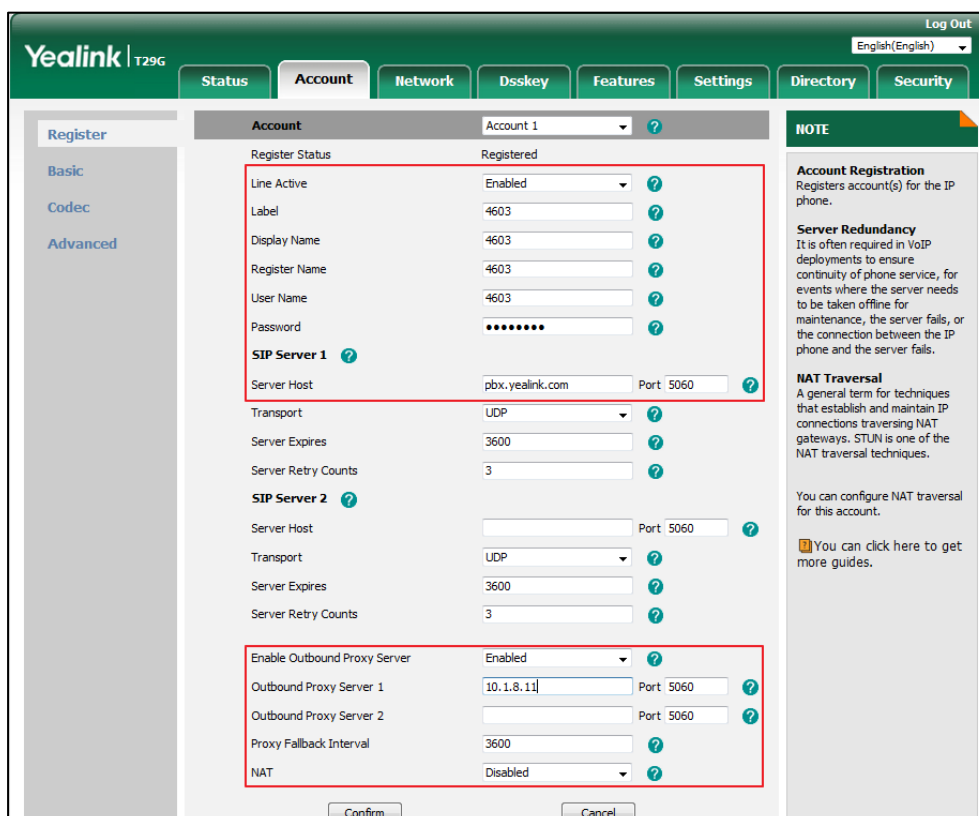 Log Out
English(English)
Yealink T29G
Status Account Network Dsskey Features Settings Directory Security
Register
Basic
Codec
Advanced
Account Account 1 ?
Register Status Registered
Line Active Enabled ?
Label 4603 ?
Display Name 4603 ?
Register Name 4603 ?
User Name 4603 ?
Password •••••••• ?
SIP Server 1 ?
Server Host pbx.yealink.com Port 5060 ?
Transport UDP ?
Server Expires 3600 ?
Server Retry Counts 3 ?
SIP Server 2 ?
Server Host Port 5060 ?
Transport UDP ?
Server Expires 3600 ?
Server Retry Counts 3 ?
Enable Outbound Proxy Server Enabled ?
Outbound Proxy Server 1 10.1.8.11 Port 5060 ?
Outbound Proxy Server 2 Port 5060 ?
Proxy Fallback Interval 3600 ?
NAT Disabled ?
Confirm Cancel
NOTE
Account Registration
Registers account(s) for the IP
phone.
Server Redundancy
It is often required in VoIP
deployments to ensure
continuity of phone service, for
events where the server needs
to be taken offline for
maintenance, the server fails, or
the connection between the IP
phone and the server fails.
NAT Traversal
A general term for techniques
that establish and maintain IP
connections traversing NAT
gateways. STUN is one of the
NAT traversal techniques.
You can configure NAT traversal
for this account.
? You can click here to get
more guides.